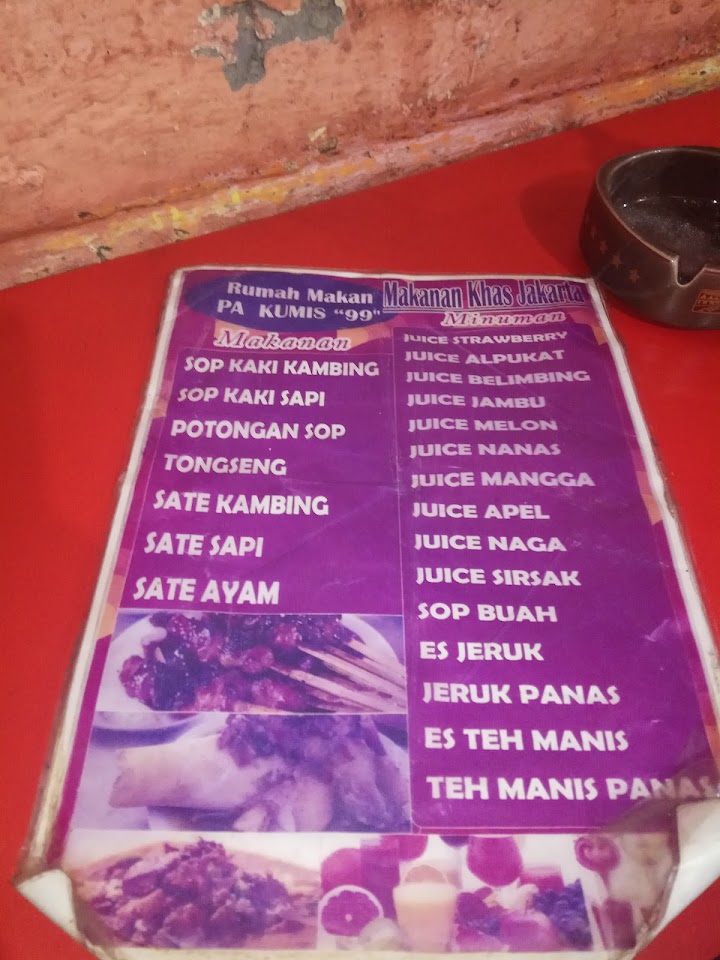 Rumah Makan
PA KUMIS "99"
Makanan Khas Jakarta
Makanan
SOP KAKI KAMBING
SOP KAKI SAPI
POTONGAN SOP
TONGSENG
SATE KAMBING
SATE SAPI
SATE AYAM
Minuman
JUICE STRAWBERRY
JUICE ALPUKAT
JUICE BELIMBING
JUICE JAMBU
JUICE MELON
JUICE NANAS
JUICE MANGGA
JUICE APEL
JUICE NAGA
JUICE SIRSAK
SOP BUAH
ES JERUK
JERUK PANAS
ES TEH MANIS
TEH MANIS PANAS